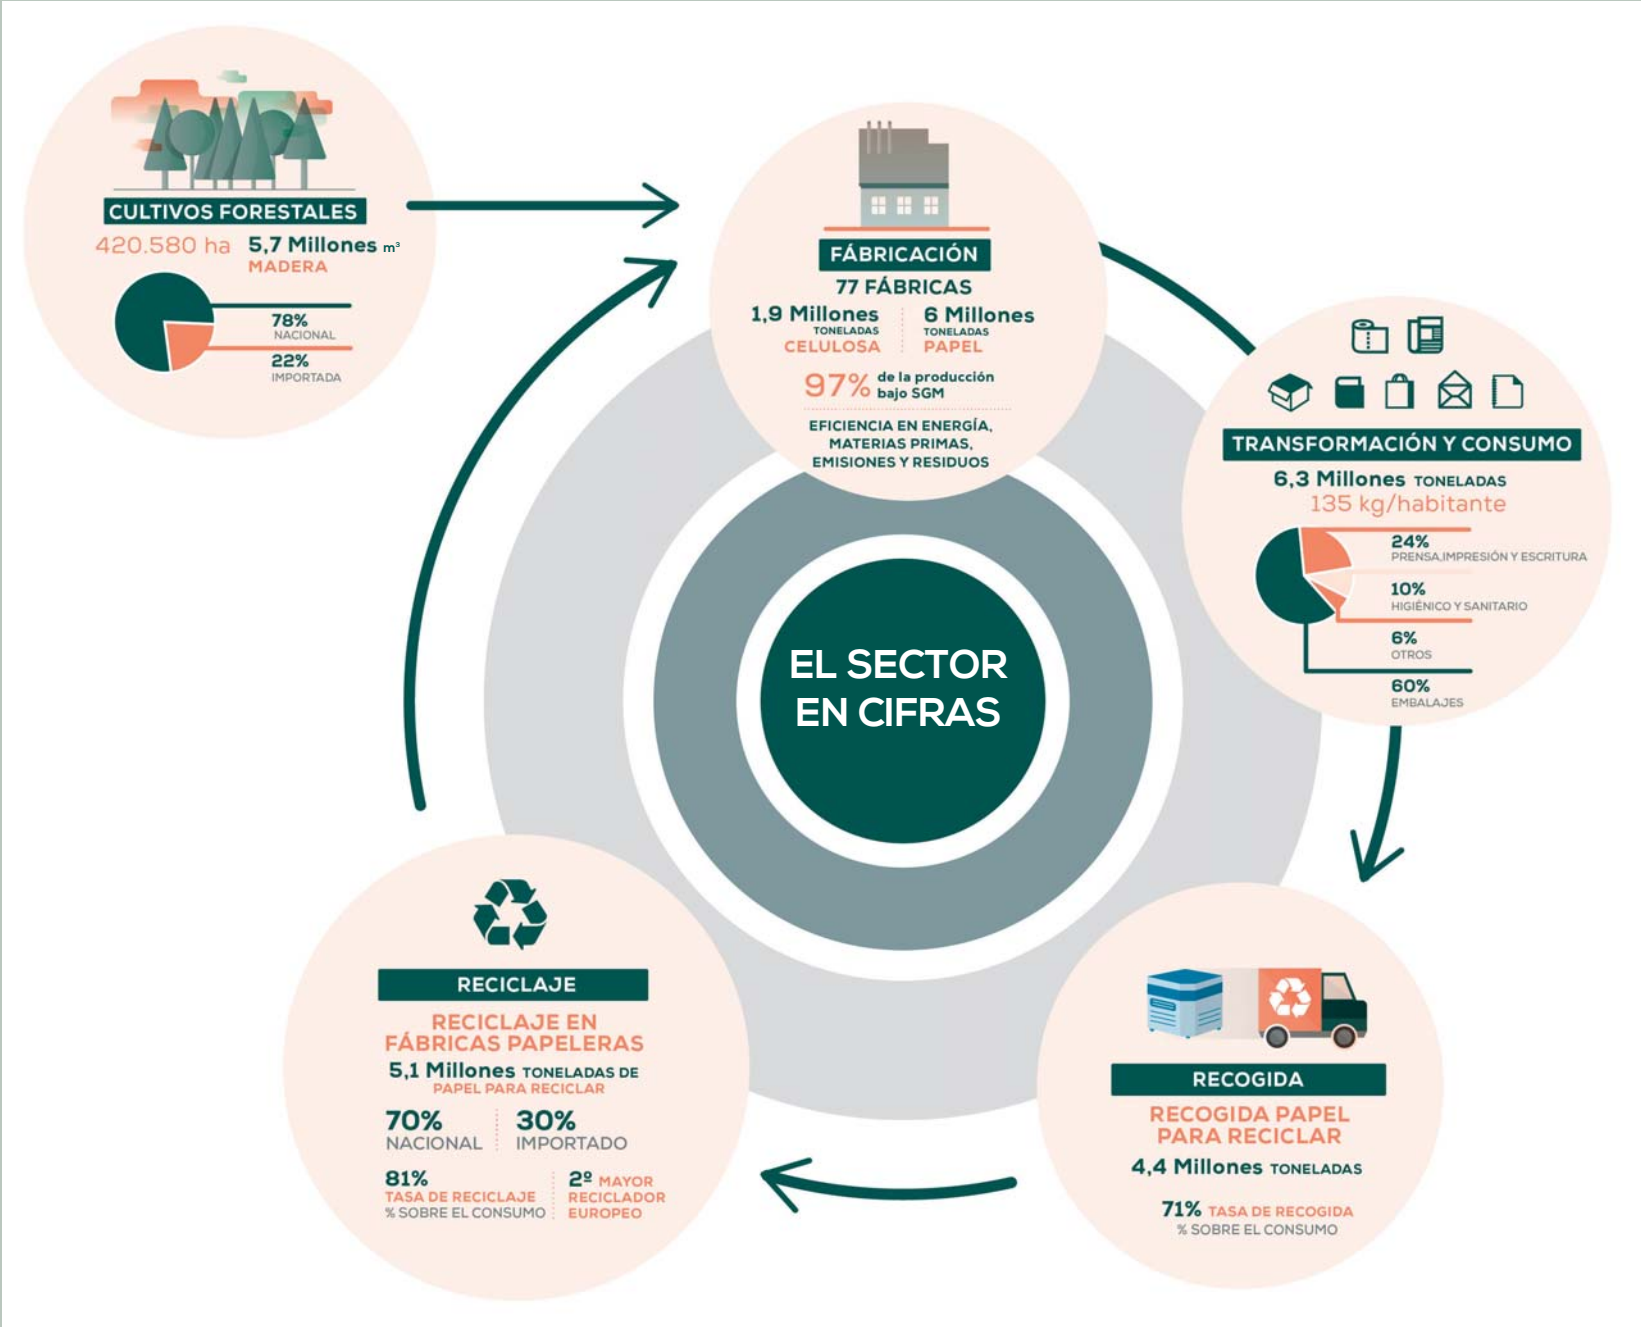 CULTIVOS FORESTALES
420.580 ha
5,7 Millones m³
MADERA
78%
NACIONAL
22%
IMPORTADA
FÁBRICACIÓN
77 FÁBRICAS
1,9 Millones
TONELADAS
CELULOSA
6 Millones
TONELADAS
PAPEL
97% de la producción
bajo SGM
EFICIENCIA EN ENERGÍA,
MATERIAS PRIMAS,
EMISIONES Y RESIDUOS
TRANSFORMACIÓN Y CONSUMO
6,3 Millones TONELADAS
135 kg/habitante
24%
PRENSA,IMPRESIÓN Y ESCRITURA
10%
HIGIÉNICO Y SANITARIO
6%
OTROS
60%
EMBALAJES
EL SECTOR
EN CIFRAS
RECICLAJE
RECICLAJE EN
FÁBRICAS PAPELERAS
5,1 Millones TONELADAS DE
PAPEL PARA RECICLAR
70%
NACIONAL
30%
IMPORTADO
81%
TASA DE RECICLAJE
% SOBRE EL CONSUMO
2º MAYOR
RECICLADOR
EUROPEO
RECOGIDA
RECOGIDA PAPEL
PARA RECICLAR
4,4 Millones TONELADAS
71% TASA DE RECOGIDA
% SOBRE EL CONSUMO